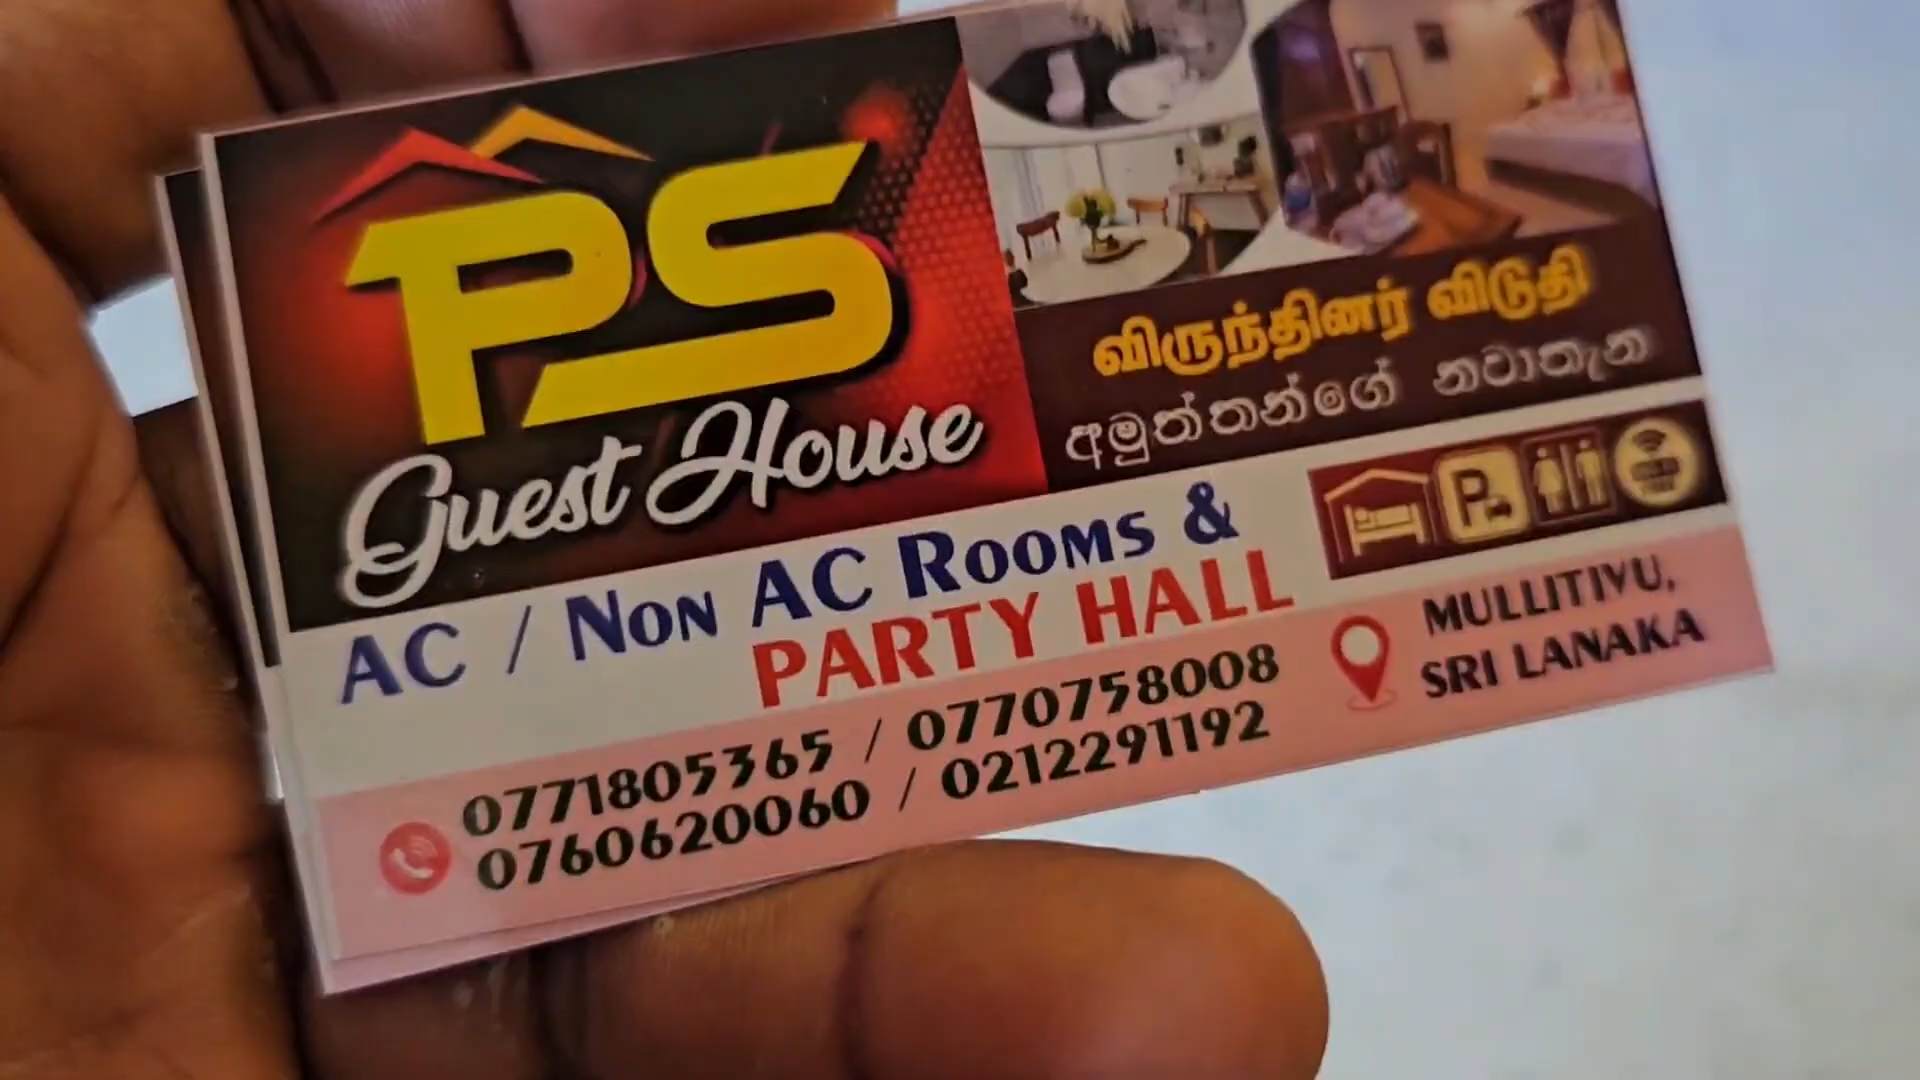 PS
Guest House
விருந்தினர் விடுதி
අමුත්තන්ගේ නවාතැන
AC / NON AC ROOMS &
PARTY HALL
P
0771805365 / 0770758008
0760620060 / 0212291192
MULLITIVU,
SRI LANAKA